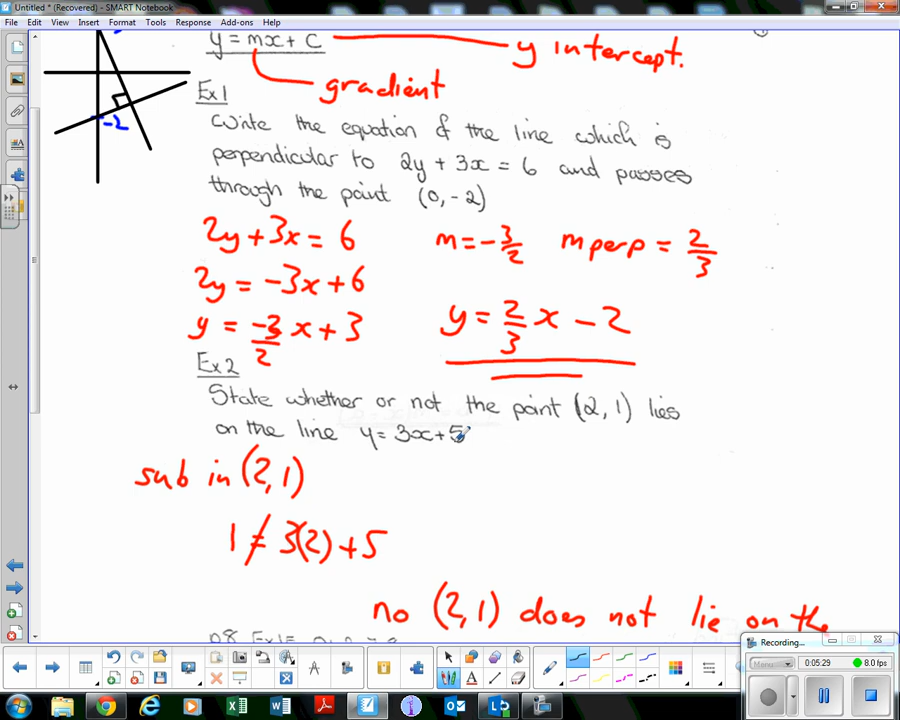 Untitled * (Recovered) - SMART Notebook
File Edit View Insert Format Tools Response Add-ons Help
y = mx + c
y intercept.
gradient
-2
Ex1
Write the equation of the line which is
perpendicular to 2y + 3x = 6 and passes
through the point (0, -2)
2y + 3x = 6
m = -3/2 m perp = 2/3
2y = -3x + 6
y = -3/2 x + 3
y = 2/3 x - 2
Ex2
State whether or not the point (2, 1) lies
on the line y = 3x + 5
sub in (2, 1)
1 ≠ 3(2) + 5
no (2, 1) does not lie on the
Recording...
Menu
0:05:29
8.0 fps